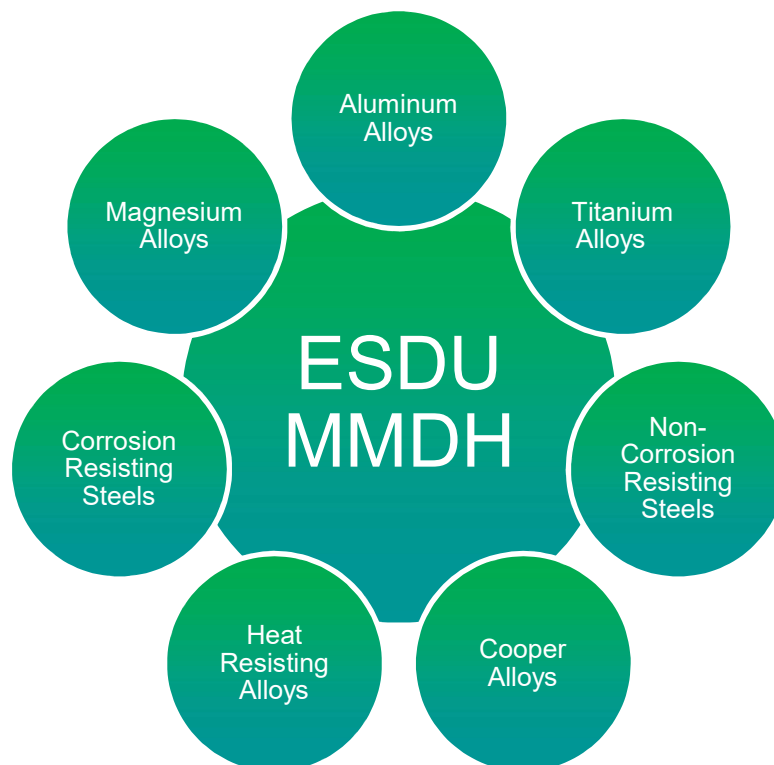 Aluminum
Alloys
Titanium
Alloys
Non-
Corrosion
Resisting
Steels
Cooper
Alloys
Heat
Resisting
Alloys
Corrosion
Resisting
Steels
Magnesium
Alloys
ESDU
MMDH